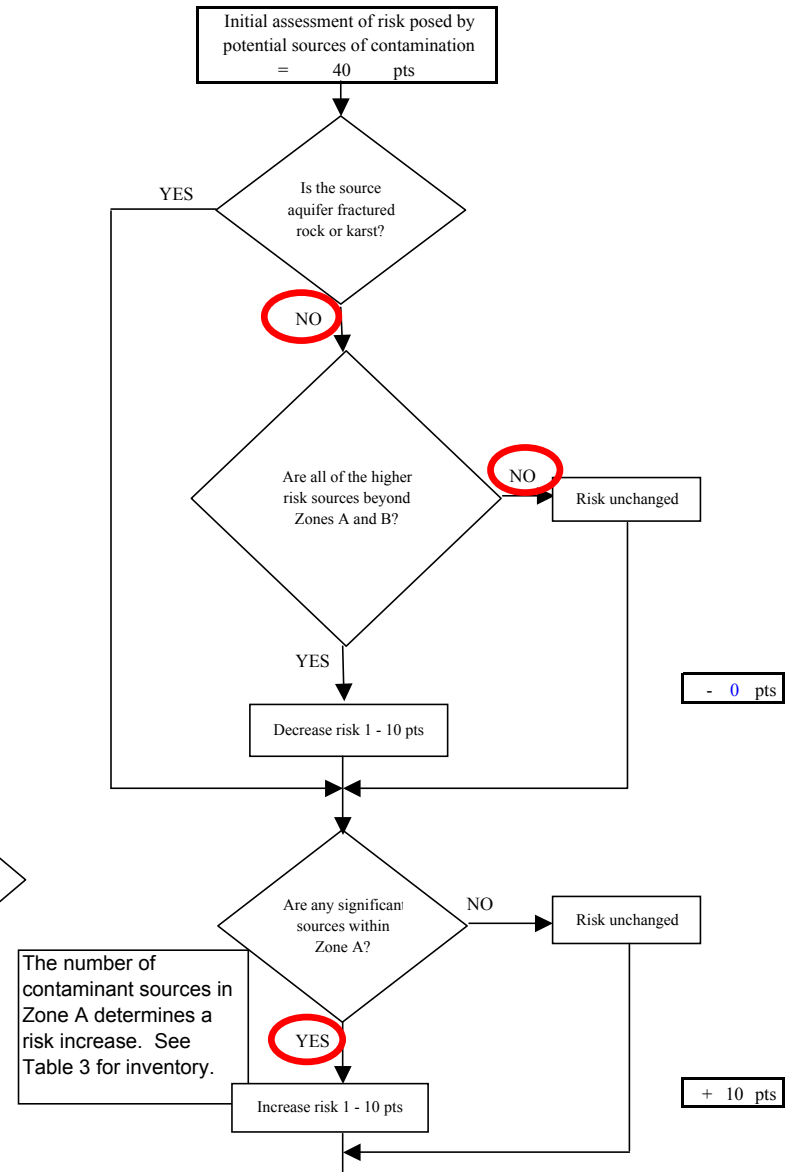 Initial assessment of risk posed by
potential sources of contamination
= 40 pts
YES
Is the source
aquifer fractured
rock or karst?
NO
Are all of the higher
risk sources beyond
Zones A and B?
NO
Risk unchanged
YES
- 0 pts
Decrease risk 1 - 10 pts
Are any significant
sources within
Zone A?
NO
Risk unchanged
The number of
contaminant sources in
Zone A determines a
risk increase. See
Table 3 for inventory.
YES
Increase risk 1 - 10 pts
+ 10 pts